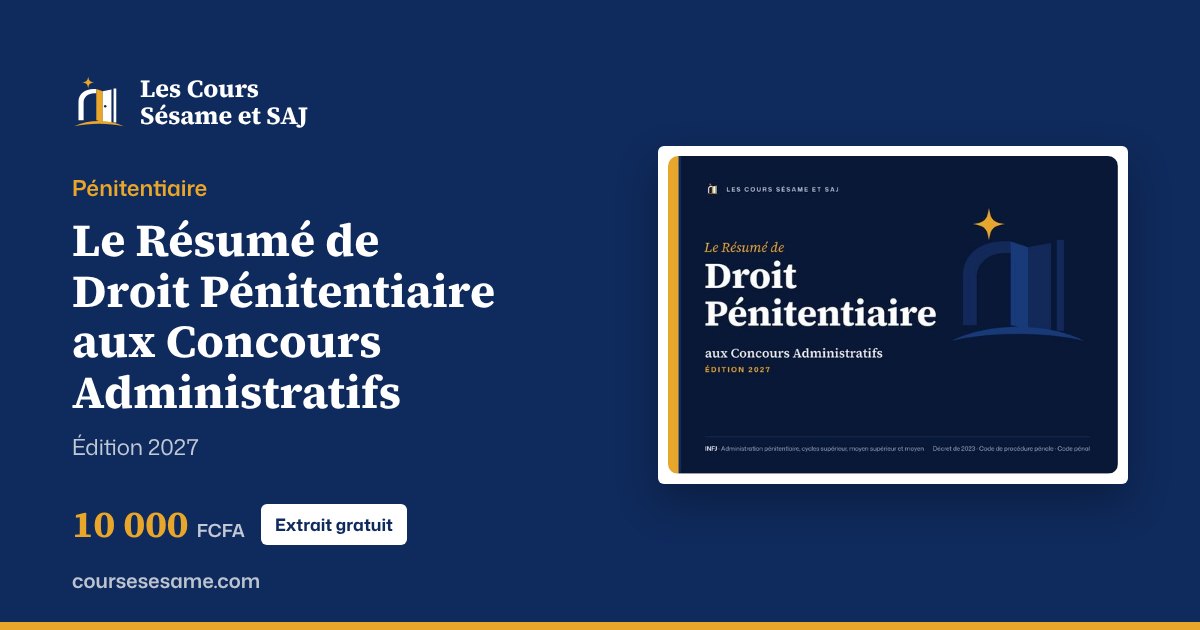 Les Cours
Sésame et SAJ
Pénitentiaire
Le Résumé de
Droit Pénitentiaire
aux Concours
Administratifs
Édition 2027
10 000 FCFA
Extrait gratuit
coursesesame.com
LES COURS SÉSAME ET SAJ
Le Résumé de
Droit
Pénitentiaire
aux Concours Administratifs
ÉDITION 2027
INFJ · Administration pénitentiaire, cycles supérieur, moyen supérieur et moyen
Décret de 2023 · Code de procédure pénale · Code pénal